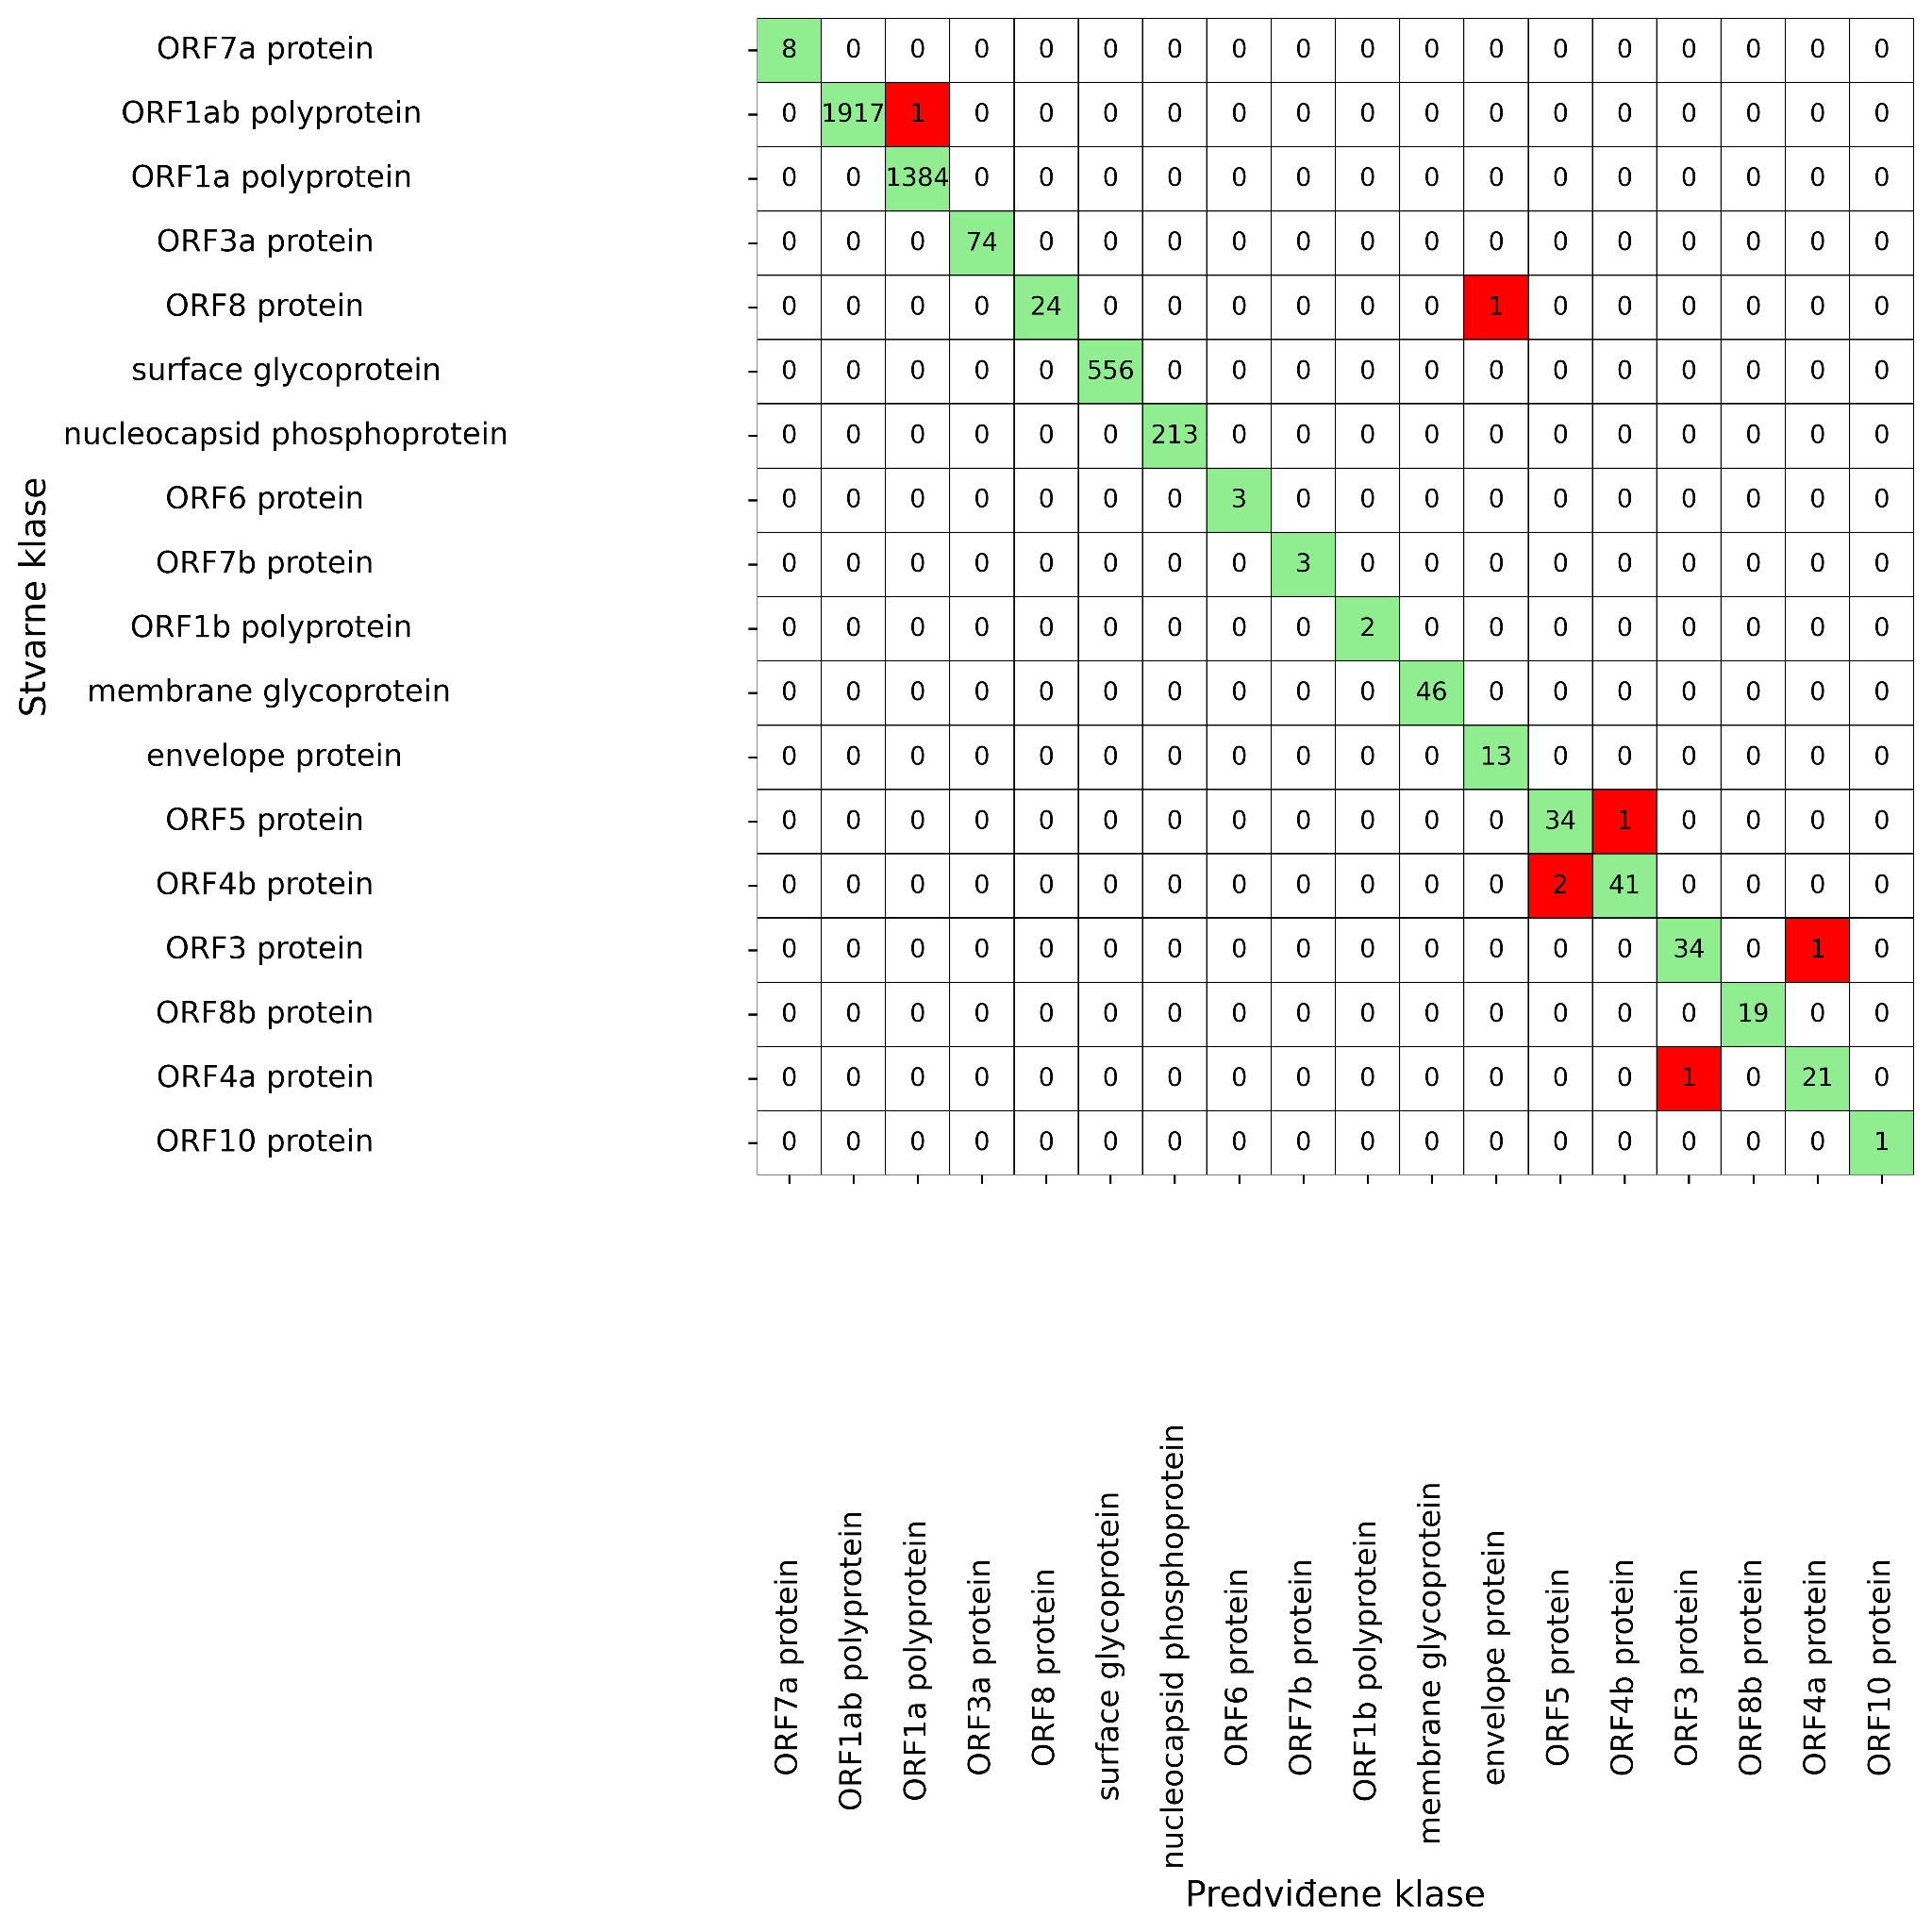 Stvarne klase
ORF7a protein 8 0 0 0 0 0 0 0 0 0 0 0 0 0 0 0 0 0
ORF1ab polyprotein 0 1917 1 0 0 0 0 0 0 0 0 0 0 0 0 0 0 0
ORF1a polyprotein 0 0 1384 0 0 0 0 0 0 0 0 0 0 0 0 0 0 0
ORF3a protein 0 0 0 74 0 0 0 0 0 0 0 0 0 0 0 0 0 0
ORF8 protein 0 0 0 0 24 0 0 0 0 0 0 1 0 0 0 0 0 0
surface glycoprotein 0 0 0 0 0 556 0 0 0 0 0 0 0 0 0 0 0 0
nucleocapsid phosphoprotein 0 0 0 0 0 0 213 0 0 0 0 0 0 0 0 0 0 0
ORF6 protein 0 0 0 0 0 0 0 3 0 0 0 0 0 0 0 0 0 0
ORF7b protein 0 0 0 0 0 0 0 0 3 0 0 0 0 0 0 0 0 0
ORF1b polyprotein 0 0 0 0 0 0 0 0 0 2 0 0 0 0 0 0 0 0
membrane glycoprotein 0 0 0 0 0 0 0 0 0 0 46 0 0 0 0 0 0 0
envelope protein 0 0 0 0 0 0 0 0 0 0 0 13 0 0 0 0 0 0
ORF5 protein 0 0 0 0 0 0 0 0 0 0 0 0 34 1 0 0 0 0
ORF4b protein 0 0 0 0 0 0 0 0 0 0 0 0 2 41 0 0 0 0
ORF3 protein 0 0 0 0 0 0 0 0 0 0 0 0 0 0 34 0 1 0
ORF8b protein 0 0 0 0 0 0 0 0 0 0 0 0 0 0 0 19 0 0
ORF4a protein 0 0 0 0 0 0 0 0 0 0 0 0 0 0 1 0 21 0
ORF10 protein 0 0 0 0 0 0 0 0 0 0 0 0 0 0 0 0 0 1
ORF7a protein
ORF1ab polyprotein
ORF1a polyprotein
ORF3a protein
ORF8 protein
surface glycoprotein
nucleocapsid phosphoprotein
ORF6 protein
ORF7b protein
ORF1b polyprotein
membrane glycoprotein
envelope protein
ORF5 protein
ORF4b protein
ORF3 protein
ORF8b protein
ORF4a protein
ORF10 protein
Predviđene klase